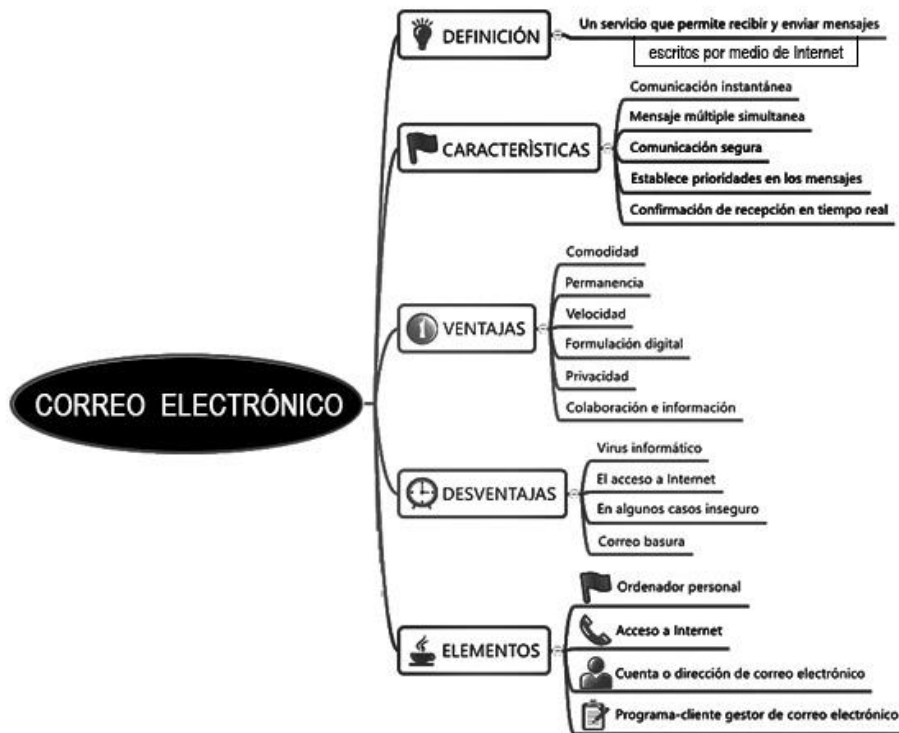 CORREO ELECTRÓNICO
DEFINICIÓN
Un servicio que permite recibir y enviar mensajes
escritos por medio de Internet
CARACTERÌSTICAS
Comunicación instantánea
Mensaje múltiple simultanea
Comunicación segura
Establece prioridades en los mensajes
Confirmación de recepción en tiempo real
VENTAJAS
Comodidad
Permanencia
Velocidad
Formulación digital
Privacidad
Colaboración e información
DESVENTAJAS
Virus informático
El acceso a Internet
En algunos casos inseguro
Correo basura
ELEMENTOS
Ordenador personal
Acceso a Internet
Cuenta o dirección de correo electrónico
Programa-cliente gestor de correo electrónico